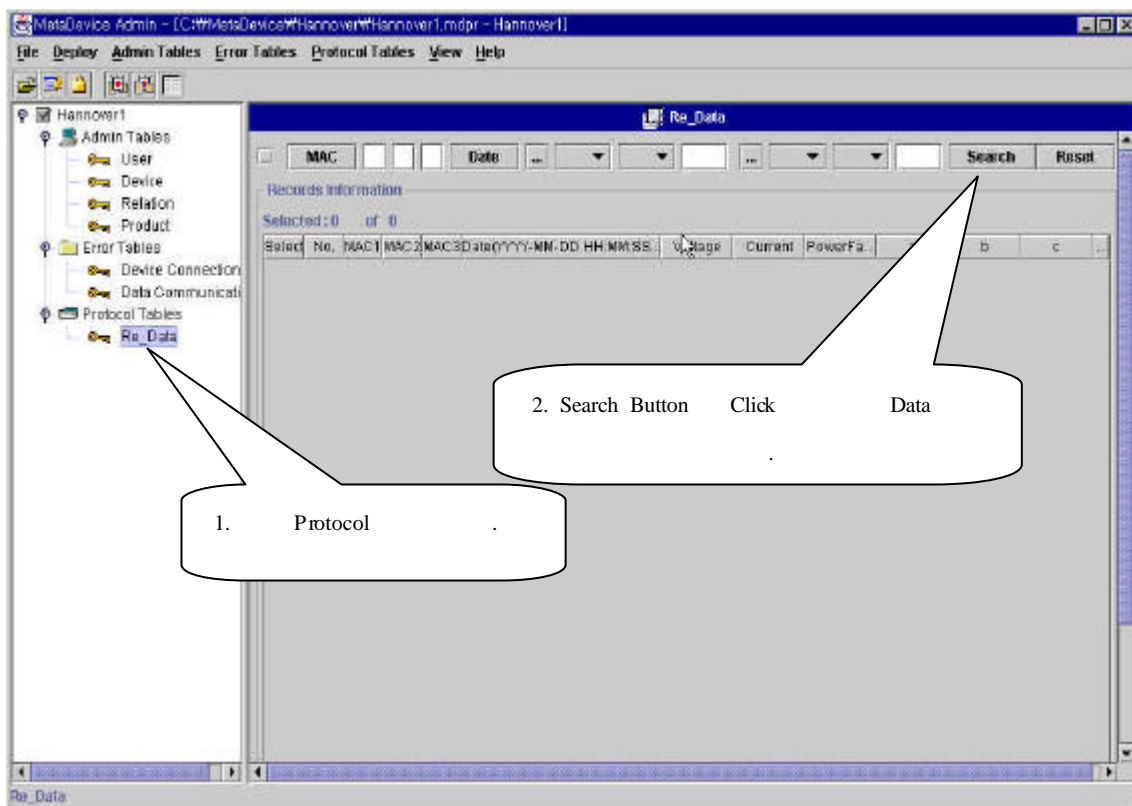 MetaDevice Admin - [C:₩MetaDevice₩Hannover₩Hannover1.mdpr - Hannover1]
File Deploy Admin Tables Error Tables Protocol Tables View Help
Hannover1
Admin Tables
User
Device
Relation
Product
Error Tables
Device Connection
Data Communicati
Protocol Tables
Re_Data
Re_Data
MAC Date ... ... Search Reset
Records Information
Selected : 0 of 0
Select No. MAC1 MAC2 MAC3 Date(YYYY-MM-DD HH:MM:SS... Current PowerFa... b c ...
2. Search Button Click Data
.
1. Protocol .
Re_Data